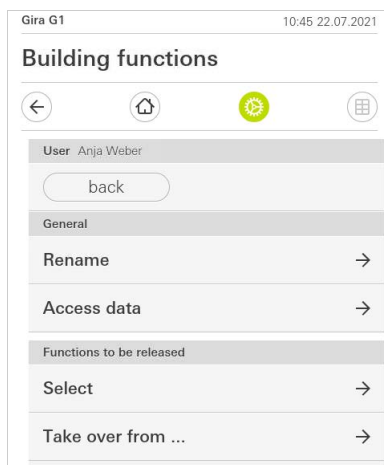 Gira G1 10:45 22.07.2021
Building functions
User Anja Weber
back
General
Rename
Access data
Functions to be released
Select
Take over from ...